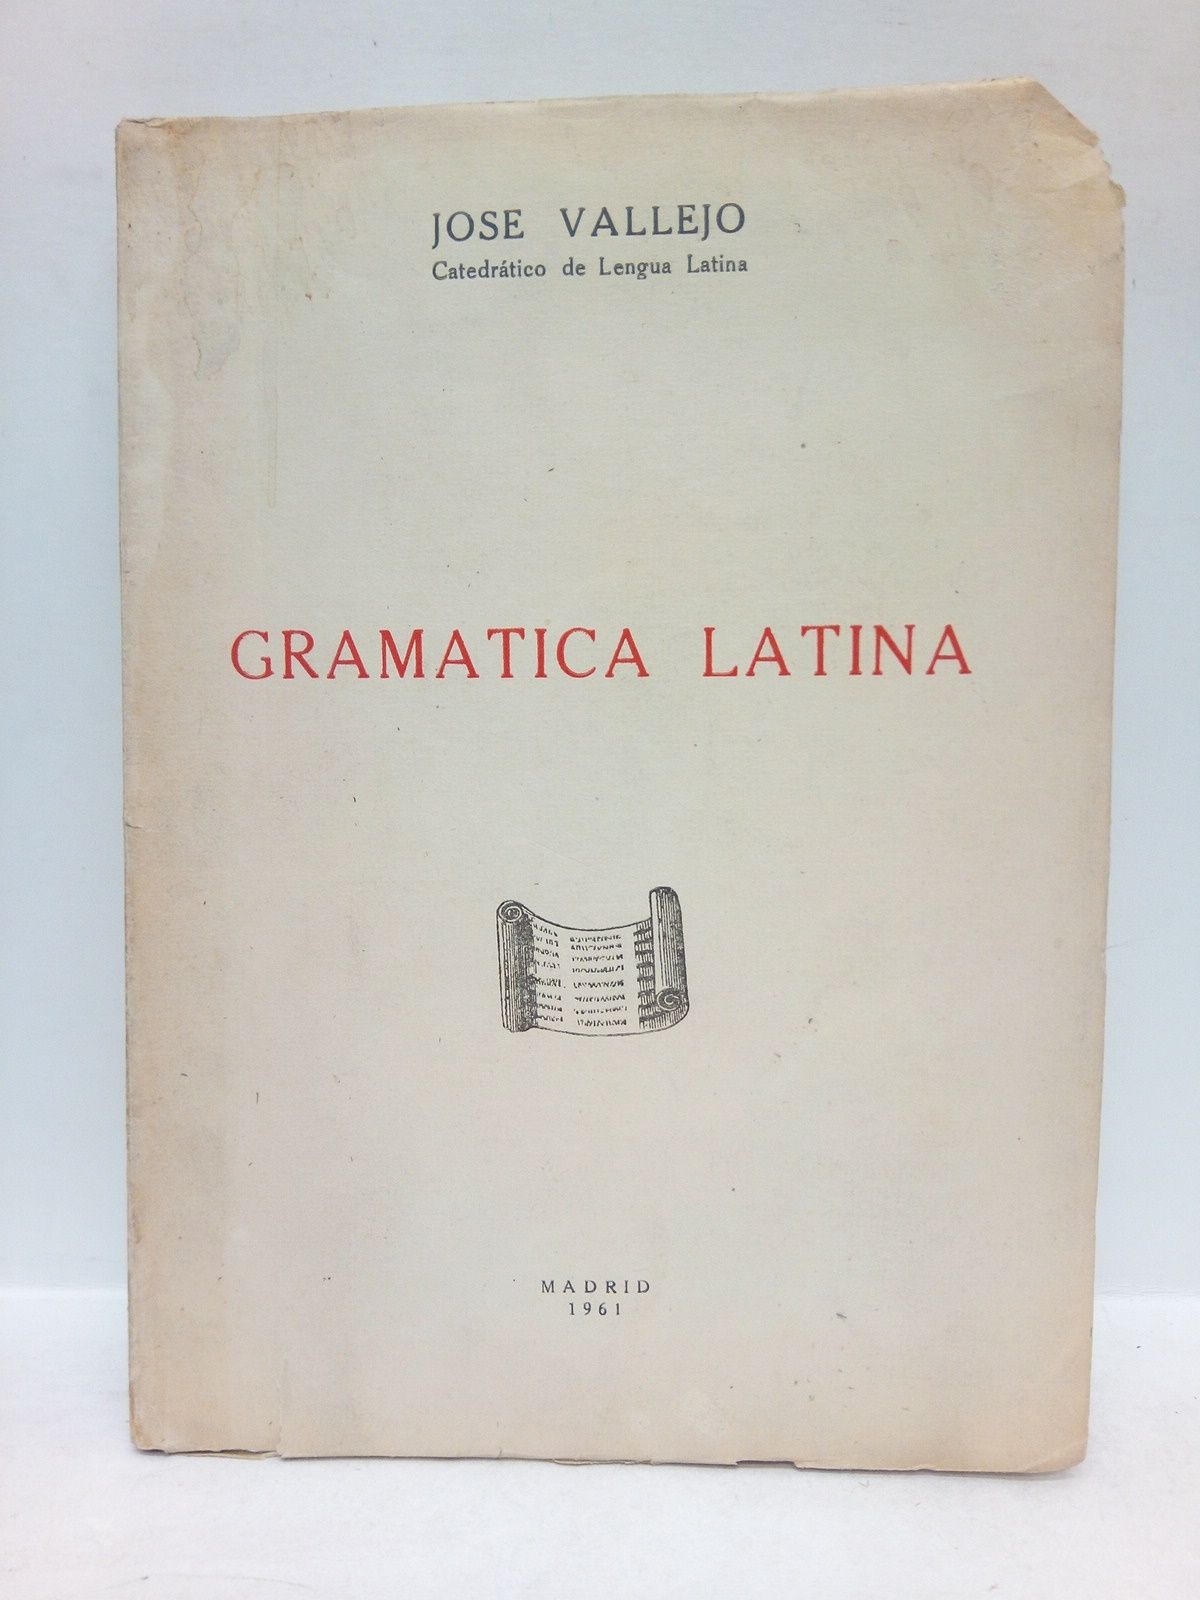 JOSE VALLEJO
Catedrático de Lengua Latina
GRAMATICA LATINA
MADRID
1961